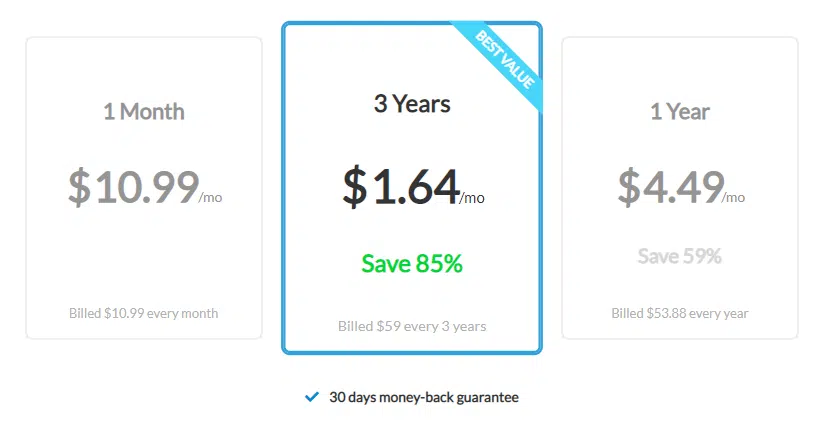 1 Month
$10.99/mo
Billed $10.99 every month
BEST VALUE
3 Years
$1.64/mo
Save 85%
Billed $59 every 3 years
1 Year
$4.49/mo
Save 59%
Billed $53.88 every year
30 days money-back guarantee